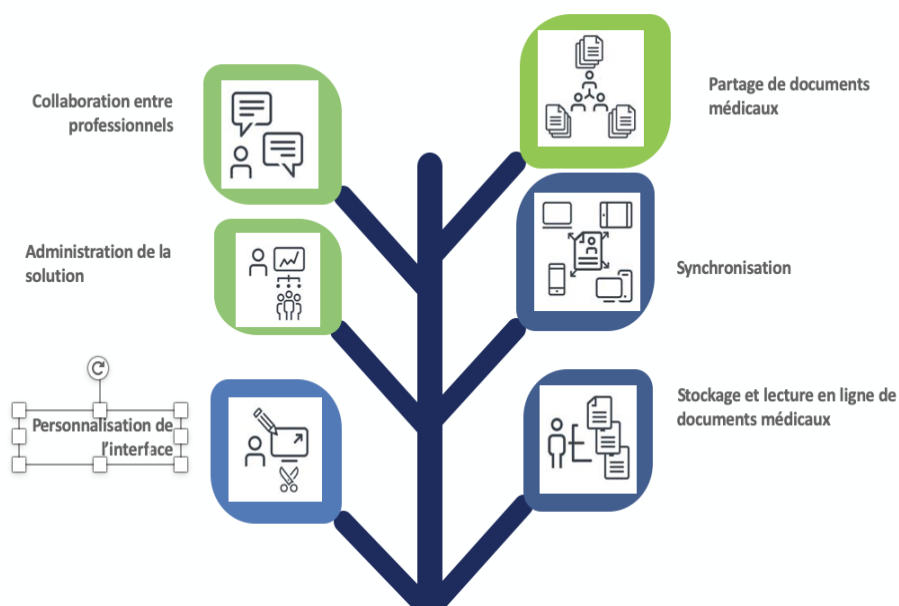 Collaboration entre
professionnels
Partage de documents
médicaux
Administration de la
solution
Synchronisation
Personnalisation de
l'interface
Stockage et lecture en ligne de
documents médicaux